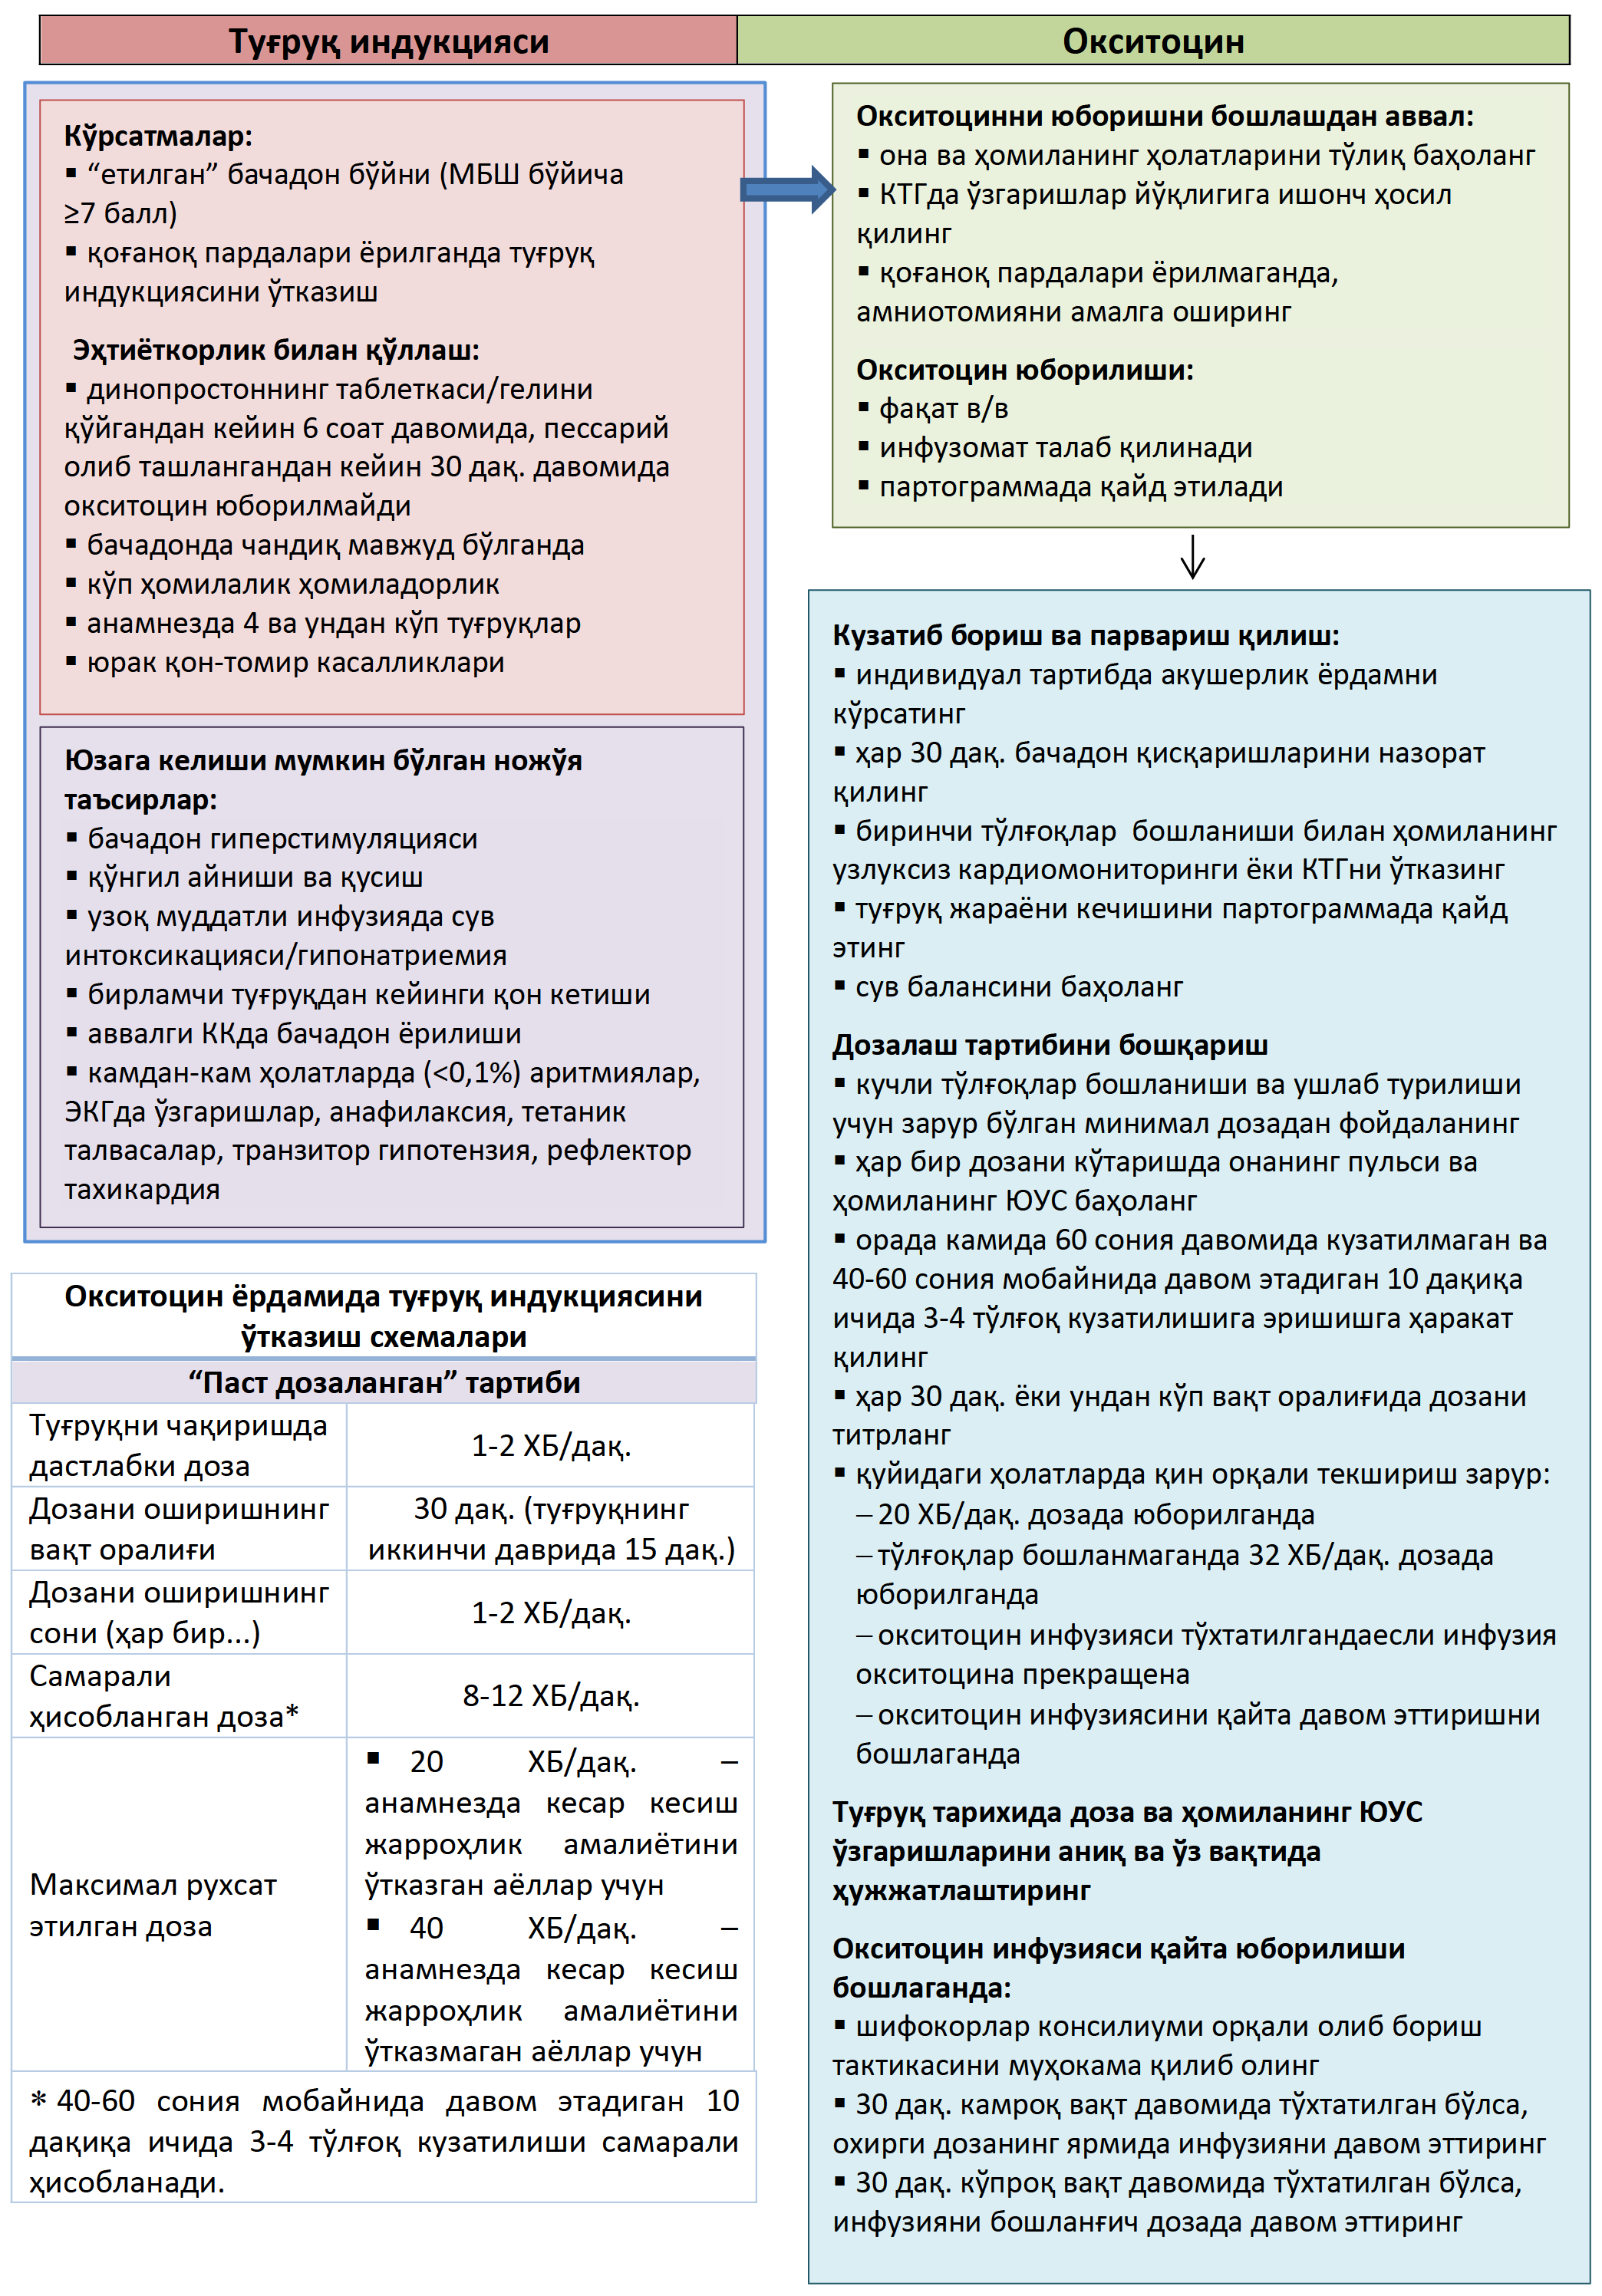 Туғруқ индукцияси
Окситоцин
Кўрсатмалар:
▪ “етилган” бачадон бўйни (МБШ бўйича
≥7 балл)
▪ қоғаноқ пардалари ёрилганда туғруқ
индукциясини ўтказиш
Эҳтиёткорлик билан қўллаш:
▪ динопростоннинг таблеткаси/гелини
қўйгандан кейин 6 соат давомида, пессарий
олиб ташлангандан кейин 30 дақ. давомида
окситоцин юборилмайди
▪ бачадонда чандиқ мавжуд бўлганда
▪ кўп ҳомилалик ҳомиладорлик
▪ анамнезда 4 ва ундан кўп туғруқлар
▪ юрак қон-томир касалликлари
Юзага келиши мумкин бўлган ножўя
таъсирлар:
▪ бачадон гиперстимуляцияси
▪ қўнгил айниши ва қусиш
▪ узоқ муддатли инфузияда сув
интоксикацияси/гипонатриемия
▪ бирламчи туғруқдан кейинги қон кетиши
▪ аввалги ККда бачадон ёрилиши
▪ камдан-кам ҳолатларда (<0,1%) аритмиялар,
ЭКГда ўзгаришлар, анафилаксия, тетаник
талвасалар, транзитор гипотензия, рефлектор
тахикардия
Окситоцин ёрдамида туғруқ индукциясини
ўтказиш схемалари
“Паст дозаланган” тартиби
Туғруқни чақиришда
дастлабки доза
1-2 ХБ/дақ.
Дозани оширишнинг
вақт оралиғи
30 дақ. (туғруқнинг
иккинчи даврида 15 дақ.)
Дозани оширишнинг
сони (ҳар бир...)
1-2 ХБ/дақ.
Самарали
ҳисобланган доза*
8-12 ХБ/дақ.
Максимал рухсат
этилган доза
▪ 20 ХБ/дақ. –
анамнезда кесар кесиш
жарроҳлик амалиётини
ўтказган аёллар учун
▪ 40 ХБ/дақ. –
анамнезда кесар кесиш
жарроҳлик амалиётини
ўтказмаган аёллар учун
* 40-60 сония мобайнида давом этадиган 10
дақиқа ичида 3-4 тўлғоқ кузатилиши самарали
ҳисобланади.
Окситоцинни юборишни бошлашдан аввал:
▪ она ва ҳомиланинг ҳолатларини тўлиқ баҳоланг
▪ КТГда ўзгаришлар йўқлигига ишонч ҳосил
қилинг
▪ қоғаноқ пардалари ёрилмаганда,
амниотомияни амалга оширинг
Окситоцин юборилиши:
▪ фақат в/в
▪ инфузомат талаб қилинади
▪ партограммада қайд этилади
Кузатиб бориш ва парвариш қилиш:
▪ индивидуал тартибда акушерлик ёрдамни
кўрсатинг
▪ ҳар 30 дақ. бачадон қисқаришларини назорат
қилинг
▪ биринчи тўлғоқлар бошланиши билан ҳомиланинг
узлуксиз кардиомониторинги ёки КТГни ўтказинг
▪ туғруқ жараёни кечишини партограммада қайд
этинг
▪ сув балансини баҳоланг
Дозалаш тартибини бошқариш
▪ кучли тўлғоқлар бошланиши ва ушлаб турилиши
учун зарур бўлган минимал дозадан фойдаланинг
▪ ҳар бир дозани кўтаришда онанинг пульси ва
ҳомиланинг ЮУС баҳоланг
▪ орада камида 60 сония давомида кузатилмаган ва
40-60 сония мобайнида давом этадиган 10 дақиқа
ичида 3-4 тўлғоқ кузатилишига эришишга ҳаракат
қилинг
▪ ҳар 30 дақ. ёки ундан кўп вақт оралиғида дозани
титрланг
▪ қуйидаги ҳолатларда қин орқали текшириш зарур:
– 20 ХБ/дақ. дозада юборилганда
– тўлғоқлар бошланмаганда 32 ХБ/дақ. дозада
юборилганда
– окситоцин инфузияси тўхтатилгандаесли инфузия
окситоцина прекращена
– окситоцин инфузиясини қайта давом эттиришни
бошлаганда
Туғруқ тарихида доза ва ҳомиланинг ЮУС
ўзгаришларини аниқ ва ўз вақтида
ҳужжатлаштиринг
Окситоцин инфузияси қайта юборилиши
бошлаганда:
▪ шифокорлар консилиуми орқали олиб бориш
тактикасини муҳокама қилиб олинг
▪ 30 дақ. камроқ вақт давомида тўхтатилган бўлса,
охирги дозанинг ярмида инфузияни давом эттиринг
▪ 30 дақ. кўпроқ вақт давомида тўхтатилган бўлса,
инфузияни бошланғич дозада давом эттиринг